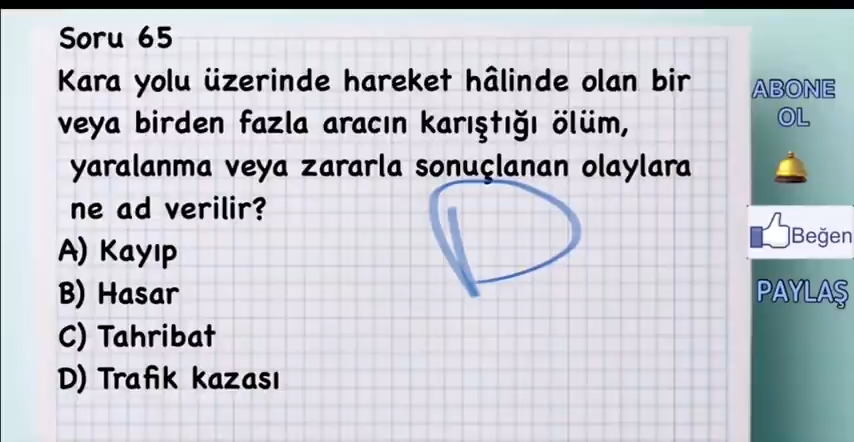 Soru 65
Kara yolu üzerinde hareket hâlinde olan bir
veya birden fazla aracın karıştığı ölüm,
yaralanma veya zararla sonuçlanan olaylara
ne ad verilir?
A) Kayıp
B) Hasar
C) Tahribat
D) Trafik kazası
D
ABONE
OL
Beğen
PAYLAŞ